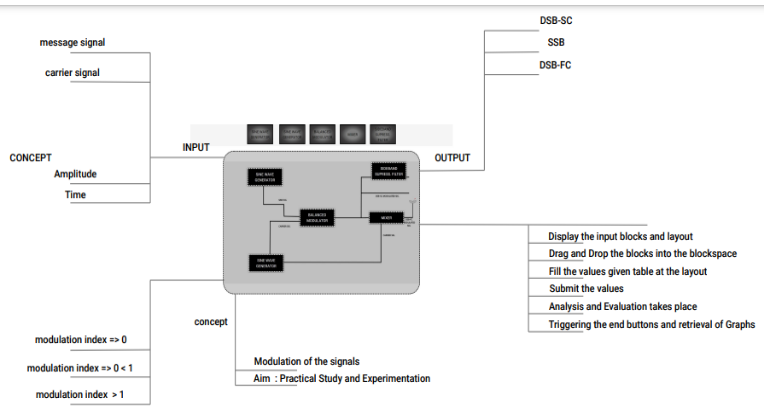 DSB-SC
SSB
DSB-FC
message signal
carrier signal
INPUT
OUTPUT
CONCEPT
Amplitude
Time
SINE WAVE
GENERATOR
SIDEBAND
SUPRESS FILTER
BALANCED
MODULATOR
MIXER
SINE WAVE
GENERATOR
Display the input blocks and layout
Drag and Drop the blocks into the blockspace
Fill the values given table at the layout
Submit the values
Analysis and Evaluation takes place
Triggering the end buttons and retrieval of Graphs
concept
modulation index => 0
modulation index => 0 < 1
modulation index > 1
Modulation of the signals
Aim : Practical Study and Experimentation